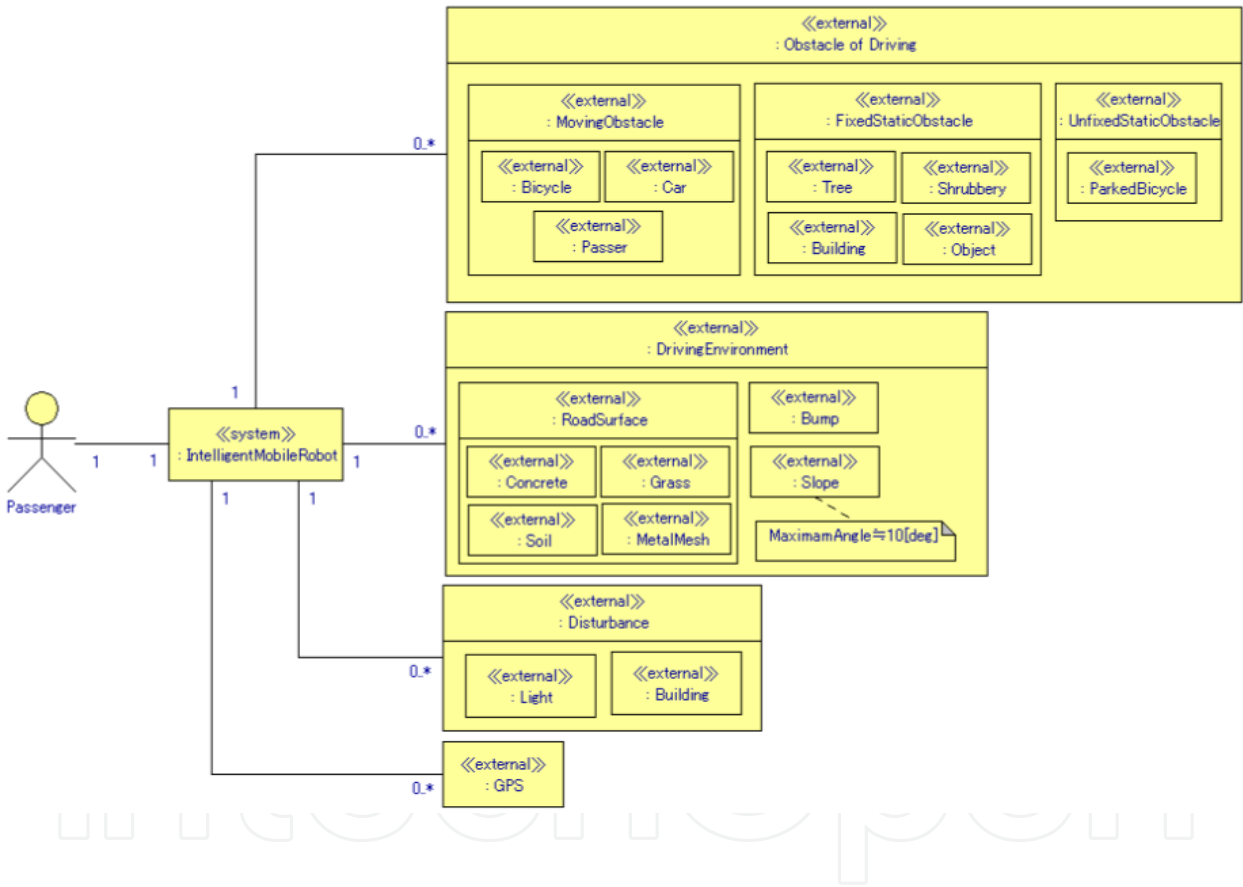 ≪external≫
: Obstacle of Driving
≪external≫
: MovingObstacle
≪external≫
: Bicycle
≪external≫
: Car
≪external≫
: Passer
≪external≫
: FixedStaticObstacle
≪external≫
: Tree
≪external≫
: Shrubbery
≪external≫
: Building
≪external≫
: Object
≪external≫
: UnfixedStaticObstacle
≪external≫
: ParkedBicycle
0..*
1
≪external≫
: DrivingEnvironment
≪external≫
: RoadSurface
≪external≫
: Concrete
≪external≫
: Grass
≪external≫
: Soil
≪external≫
: MetalMesh
≪external≫
: Bump
≪external≫
: Slope
MaximamAngle≒10[deg]
0..*
1
Passenger
1
1
≪system≫
: IntelligentMobileRobot
1
1
≪external≫
: Disturbance
≪external≫
: Light
≪external≫
: Building
0..*
≪external≫
: GPS
0..*
intechopen